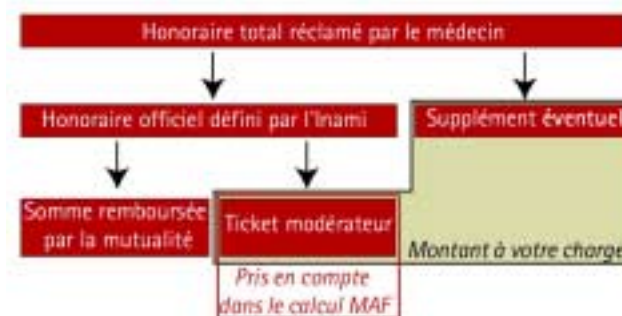 Honoraire total réclamé par le médecin
Honoraire officiel défini par l'Inami
Supplément éventuel
Somme remboursée
par la mutualité
Ticket modérateur
Montant à votre charge
Pris en compte
dans le calcul MAF